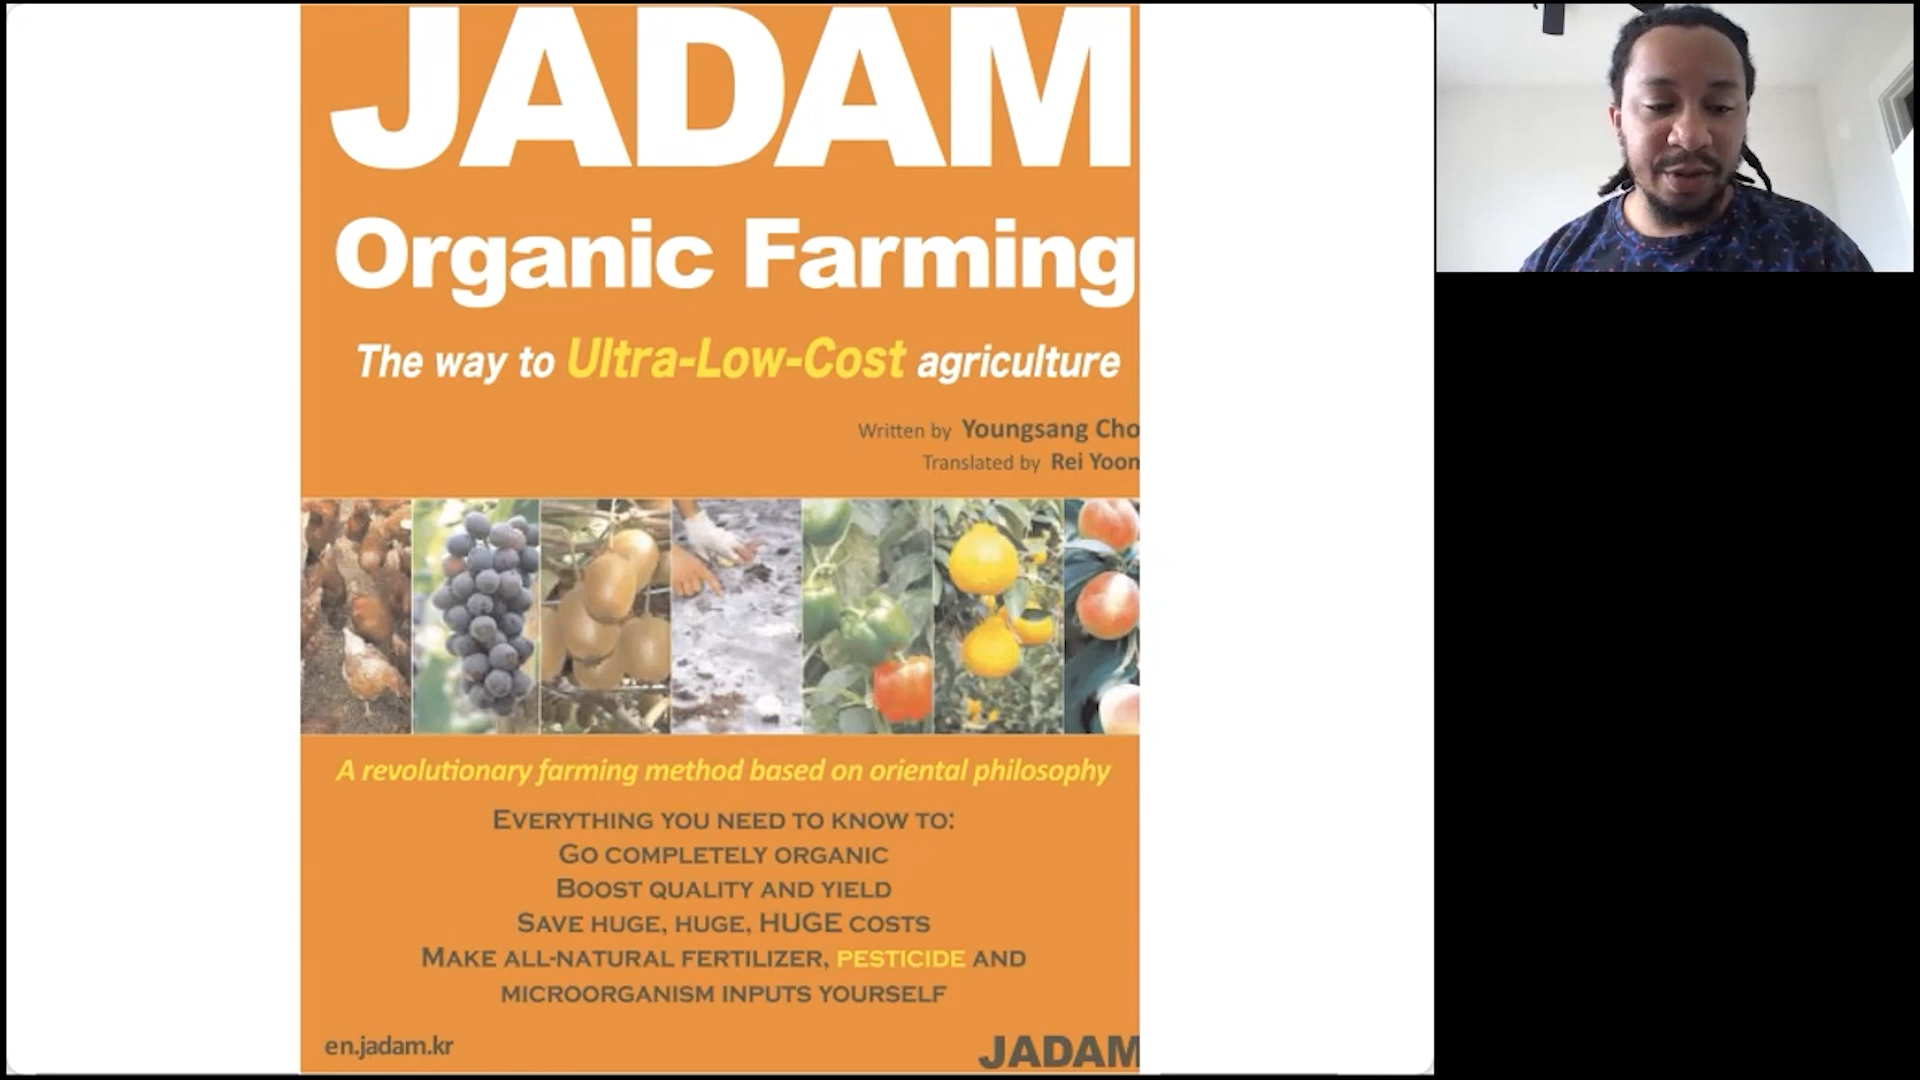 JADAM
Organic Farming
The way to Ultra-Low-Cost agriculture
Written by Youngsang Cho
Translated by Rei Yoon
A revolutionary farming method based on oriental philosophy
EVERYTHING YOU NEED TO KNOW TO:
GO COMPLETELY ORGANIC
BOOST QUALITY AND YIELD
SAVE HUGE, HUGE, HUGE COSTS
MAKE ALL-NATURAL FERTILIZER, PESTICIDE AND
MICROORGANISM INPUTS YOURSELF
en.jadam.kr
JADAM